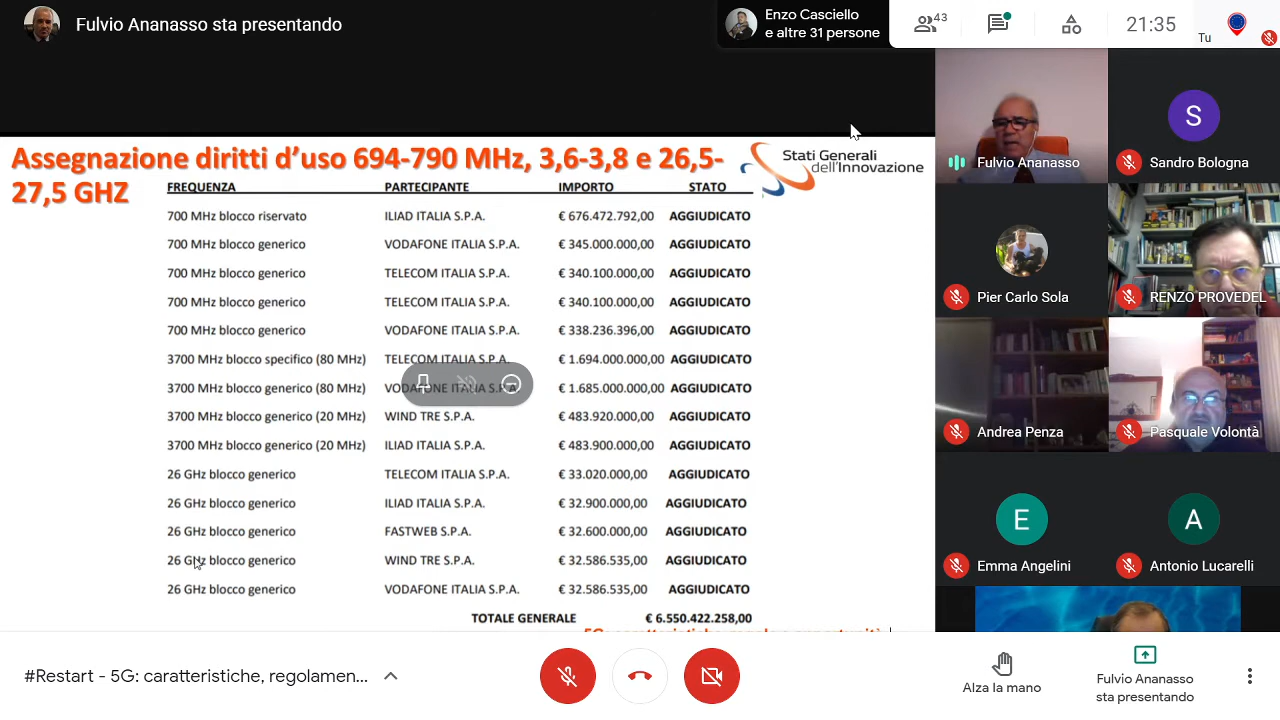 Fulvio Ananasso sta presentando
Enzo Casciello
e altre 31 persone
43
21:35
Tu
Assegnazione diritti d'uso 694-790 MHz, 3,6-3,8 e 26,5-
27,5 GHZ
Stati Generali
dell'Innovazione
FREQUENZA PARTECIPANTE IMPORTO STATO
700 MHz blocco riservato ILIAD ITALIA S.P.A. € 676.472.792,00 AGGIUDICATO
700 MHz blocco generico VODAFONE ITALIA S.P.A. € 345.000.000,00 AGGIUDICATO
700 MHz blocco generico TELECOM ITALIA S.P.A. € 340.100.000,00 AGGIUDICATO
700 MHz blocco generico TELECOM ITALIA S.P.A. € 340.100.000,00 AGGIUDICATO
700 MHz blocco generico VODAFONE ITALIA S.P.A. € 338.236.396,00 AGGIUDICATO
3700 MHz blocco specifico (80 MHz) TELECOM ITALIA S.P.A. € 1.694.000.000,00 AGGIUDICATO
3700 MHz blocco generico (80 MHz) VODAFONE ITALIA S.P.A. € 1.685.000.000,00 AGGIUDICATO
3700 MHz blocco generico (20 MHz) WIND TRE S.P.A. € 483.920.000,00 AGGIUDICATO
3700 MHz blocco generico (20 MHz) ILIAD ITALIA S.P.A. € 483.900.000,00 AGGIUDICATO
26 GHz blocco generico TELECOM ITALIA S.P.A. € 33.020.000,00 AGGIUDICATO
26 GHz blocco generico ILIAD ITALIA S.P.A. € 32.900.000,00 AGGIUDICATO
26 GHz blocco generico FASTWEB S.P.A. € 32.600.000,00 AGGIUDICATO
26 GHz blocco generico WIND TRE S.P.A. € 32.586.535,00 AGGIUDICATO
26 GHz blocco generico VODAFONE ITALIA S.P.A. € 32.586.535,00 AGGIUDICATO
TOTALE GENERALE € 6.550.422.258,00
Fulvio Ananasso
S
Sandro Bologna
Pier Carlo Sola
RENZO PROVEDEL
Andrea Penza
Pasquale Volontà
E
Emma Angelini
A
Antonio Lucarelli
#Restart - 5G: caratteristiche, regolamen...
Alza la mano
Fulvio Ananasso
sta presentando